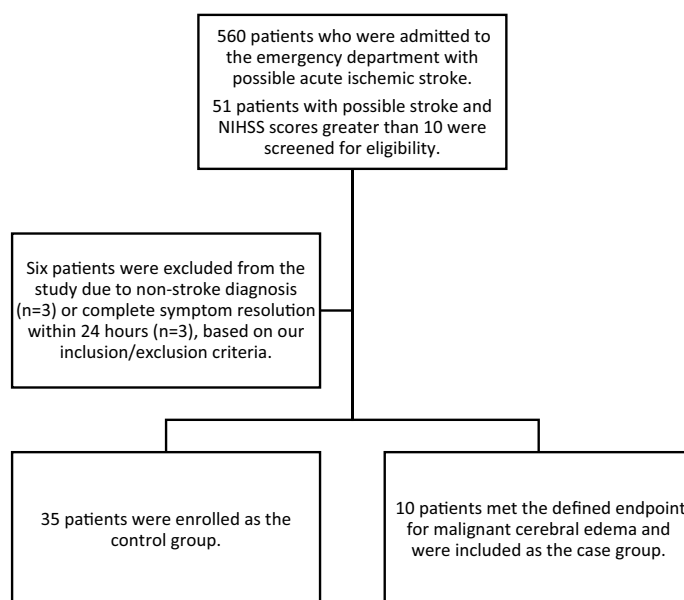 560 patients who were admitted to
the emergency department with
possible acute ischemic stroke.
51 patients with possible stroke and
NIHSS scores greater than 10 were
screened for eligibility.
Six patients were excluded from the
study due to non-stroke diagnosis
(n=3) or complete symptom resolution
within 24 hours (n=3), based on our
inclusion/exclusion criteria.
35 patients were enrolled as the
control group.
10 patients met the defined endpoint
for malignant cerebral edema and
were included as the case group.